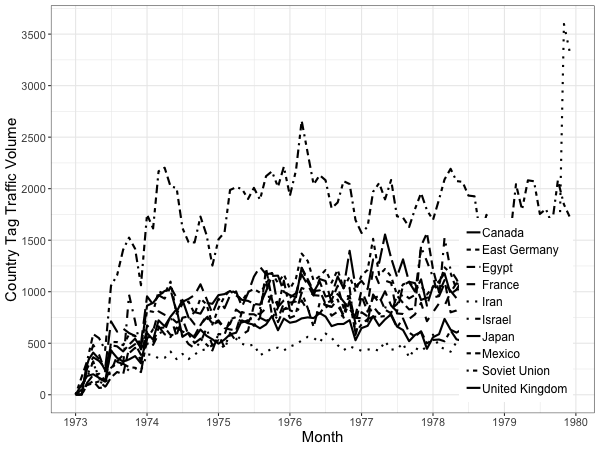 Country Tag Traffic Volume
3500
3000
2500
2000
1500
1000
500
0
Canada
East Germany
Egypt
France
Iran
Israel
Japan
Mexico
Soviet Union
United Kingdom
1973 1974 1975 1976 1977 1978 1979 1980
Month